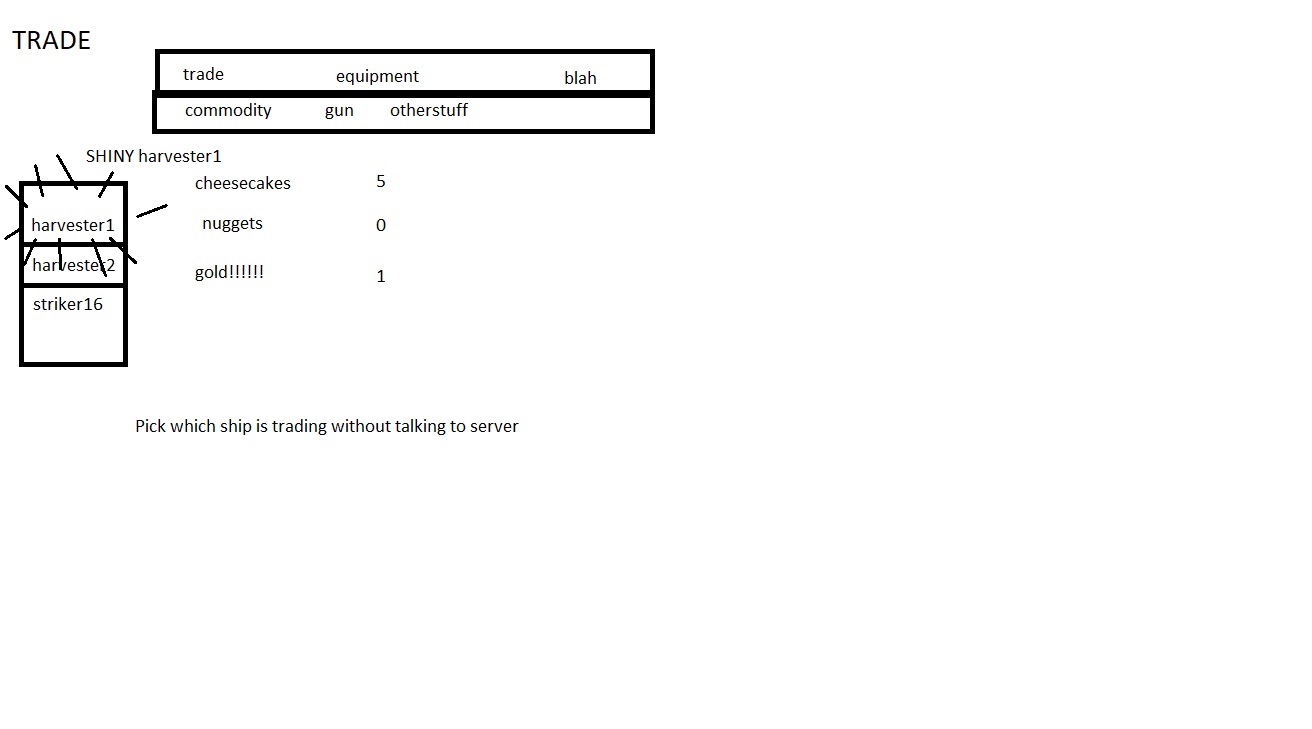 TRADE
trade equipment blah
commodity gun otherstuff
SHINY harvester1
cheesecakes 5
harvester1 nuggets 0
harvester2 gold!!!!!! 1
striker16
Pick which ship is trading without talking to server